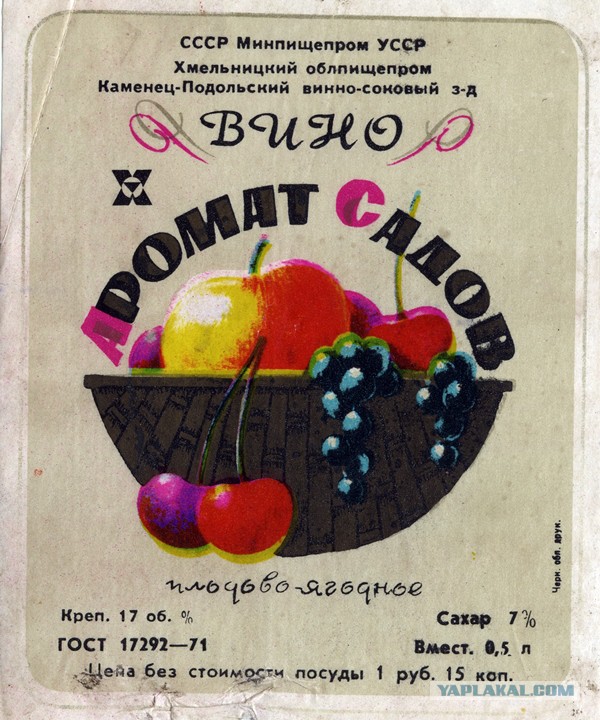 СССР Минпищепром УССР
Хмельницкий облпищепром
Каменец-Подольский винно-соковый з-д
ВИНО
АРОМАТ САДОВ
плодово-ягодное
Креп. 17 об. %
Сахар 7%
ГОСТ 17292—71
Вмест. 0,5 л
Цена без стоимости посуды 1 руб. 15 коп.
Черн. обл. друк.
YAPLAKAL.COM